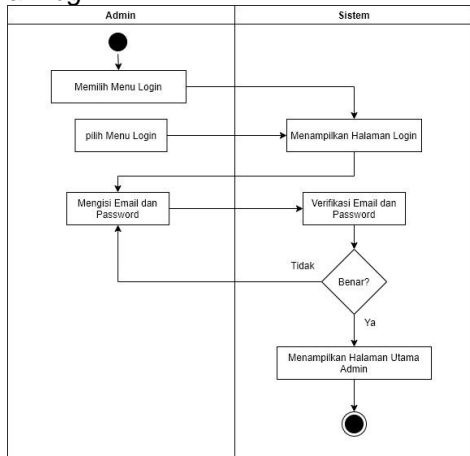 Admin
Sistem
Memilih Menu Login
pilih Menu Login
Menampilkan Halaman Login
Mengisi Email dan
Password
Verifikasi Email dan
Password
Tidak
Benar?
Ya
Menampilkan Halaman Utama
Admin